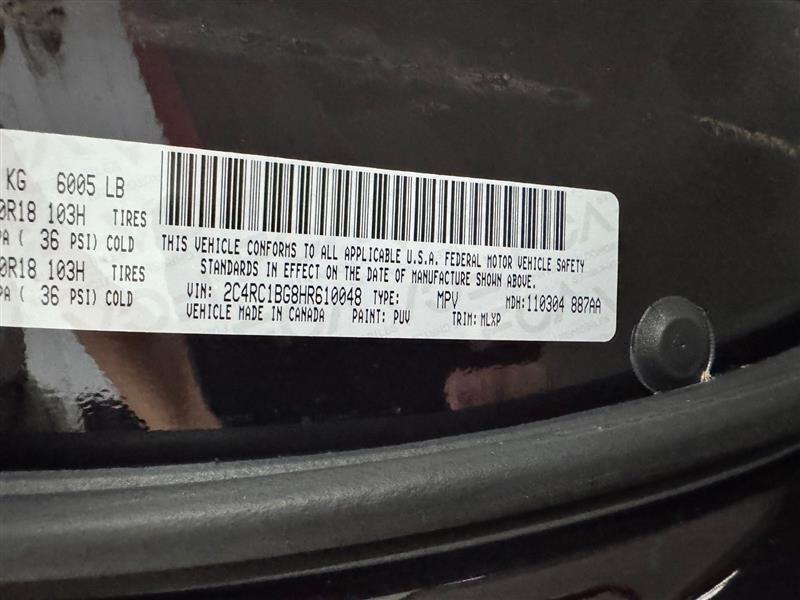 KG 6005 LB
0R18 103H TIRES
PA ( 36 PSI) COLD
0R18 103H TIRES
PA ( 36 PSI) COLD
THIS VEHICLE CONFORMS TO ALL APPLICABLE U.S.A. FEDERAL MOTOR VEHICLE SAFETY
STANDARDS IN EFFECT ON THE DATE OF MANUFACTURE SHOWN ABOVE.
VIN: 2C4RC1BG8HR610048 TYPE: MPV MDH:110304 887AA
VEHICLE MADE IN CANADA PAINT: PUV TRIM: MLXP